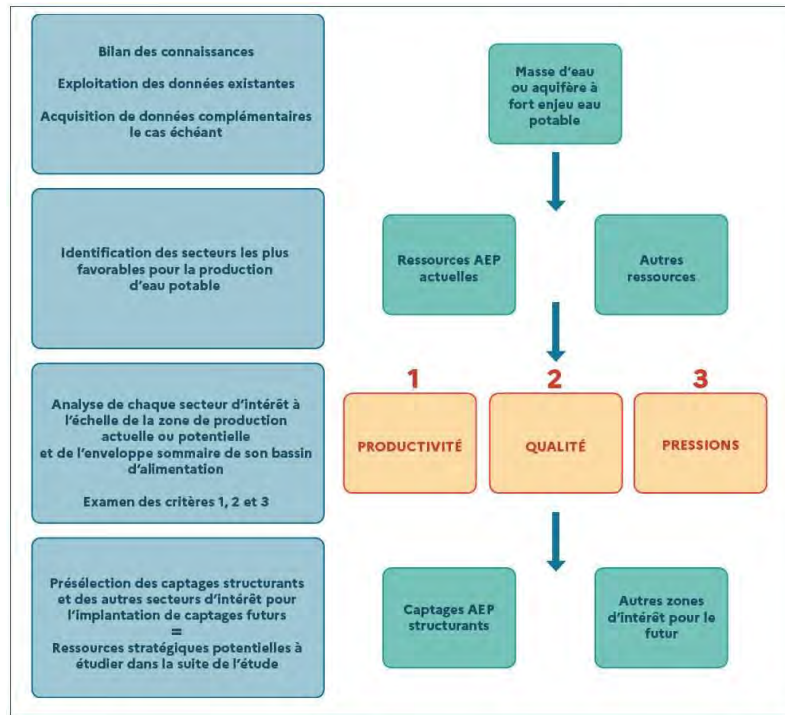 Bilan des connaissances
Exploitation des données existantes
Acquisition de données complémentaires
le cas échéant
Masse d'eau
ou aquifère à
fort enjeu eau
potable
Identification des secteurs les plus
favorables pour la production
d'eau potable
Ressources AEP
actuelles
Autres
ressources
Analyse de chaque secteur d'intérêt à
l'échelle de la zone de production
actuelle ou potentielle
et de l'enveloppe sommaire de son bassin
d'alimentation
Examen des critères 1, 2 et 3
1
PRODUCTIVITÉ
2
QUALITÉ
3
PRESSIONS
Présélection des captages structurants
et des autres secteurs d'intérêt pour
l'implantation de captages futurs
=
Ressources stratégiques potentielles à
étudier dans la suite de l'étude
Captages AEP
structurants
Autres zones
d'intérêt pour le
futur